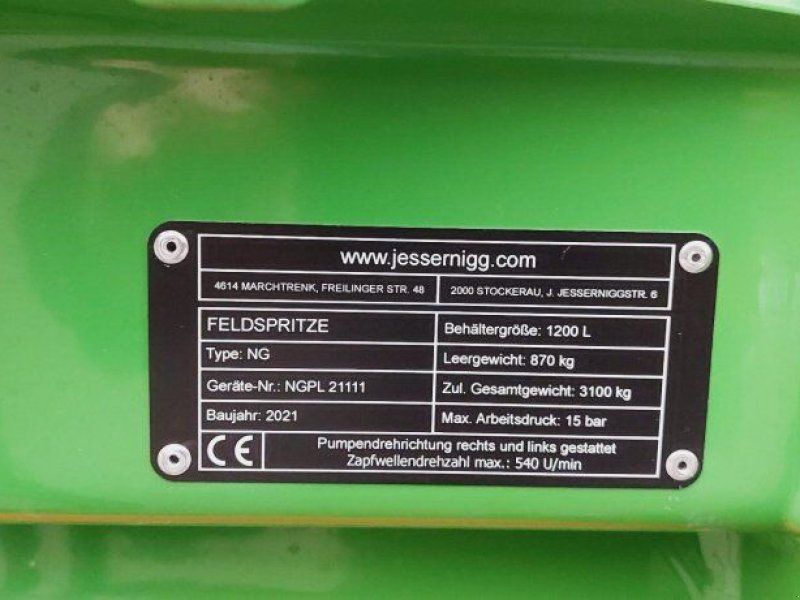 www.jessernigg.com
4614 MARCHTRENK, FREILINGER STR. 48
2000 STOCKERAU, J. JESSERNIGGSTR. 6
FELDSPRITZE
Behältergröße: 1200 L
Type: NG
Leergewicht: 870 kg
Geräte-Nr.: NGPL 21111
Zul. Gesamtgewicht: 3100 kg
Baujahr: 2021
Max. Arbeitsdruck: 15 bar
CE
Pumpendrehrichtung rechts und links gestattet
Zapfwellendrehzahl max.: 540 U/min